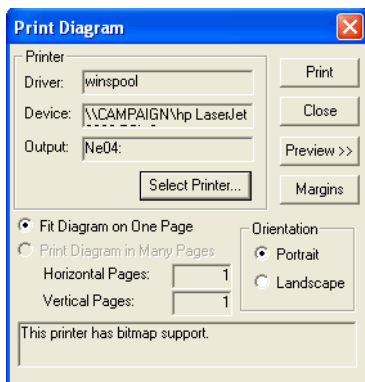 Print Diagram
Printer
Driver: winspool
Print
Device: \\CAMPAIGN\hp LaserJet
Close
Output: Ne04:
Preview >>
Select Printer...
Margins
Fit Diagram on One Page
Orientation
Print Diagram in Many Pages
Portrait
Horizontal Pages: 1
Landscape
Vertical Pages: 1
This printer has bitmap support.